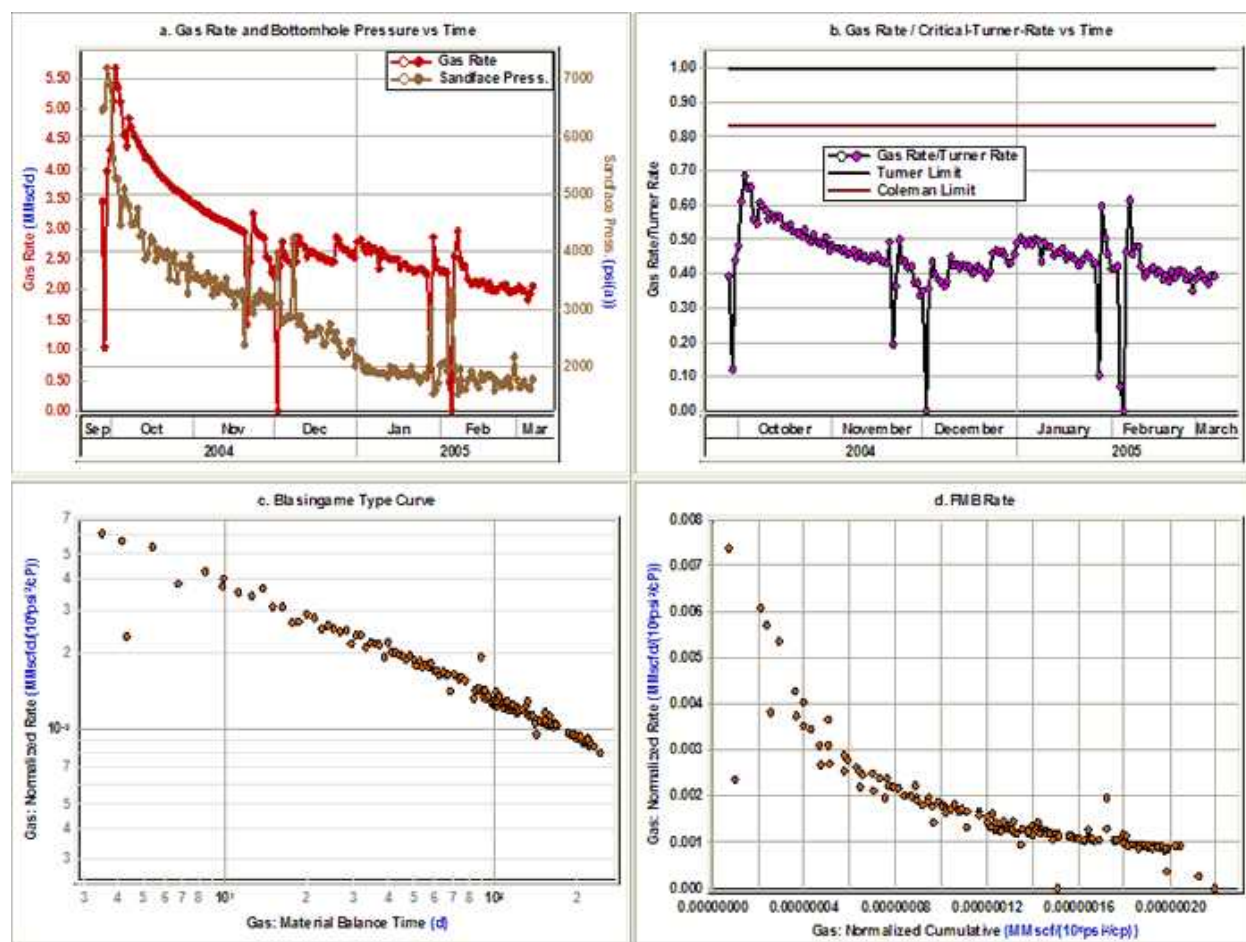 a. Gas Rate and Bottomhole Pressure vs Time
Gas Rate
Sandface Press.
5.50
5.00
4.50
4.00
3.50
3.00
2.50
2.00
1.50
1.00
0.50
0.00
Gas Rate (MMscfd)
7000
6000
5000
4000
3000
2000
Sandface Press. (psi(a))
Sep Oct Nov Dec Jan Feb Mar
2004 2005
b. Gas Rate / Critical-Turner-Rate vs Time
1.00
0.90
0.80
0.70
0.60
0.50
0.40
0.30
0.20
0.10
0.00
Gas Rate/Turner Rate
Gas Rate/Turner Rate
Turner Limit
Coleman Limit
October November December January February March
2004 2005
c. Blasingame Type Curve
7
5
4
3
2
7
5
4
3
Gas: Normalized Rate
3 4 5 6 7 8 10¹ 2 3 4 5 6 7 8 10² 2
Gas: Material Balance Time (d)
d. FMB Rate
0.008
0.007
0.006
0.005
0.004
0.003
0.002
0.001
0.000
Gas: Normalized Rate
0.00000000 0.00000004 0.00000008 0.00000012 0.00000016 0.00000020
Gas: Normalized Cumulative